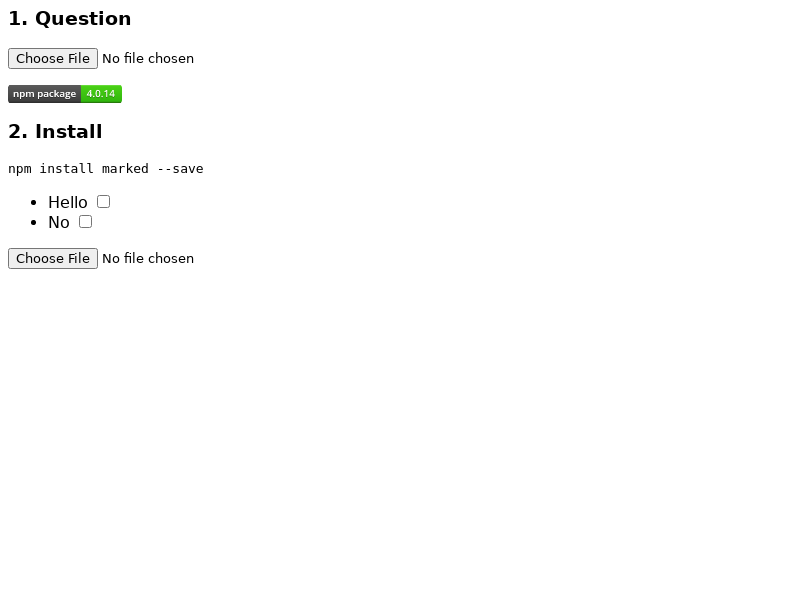 1. Question
Choose File No file chosen
npm package 4.0.14
2. Install
npm install marked --save
Hello
No
Choose File No file chosen